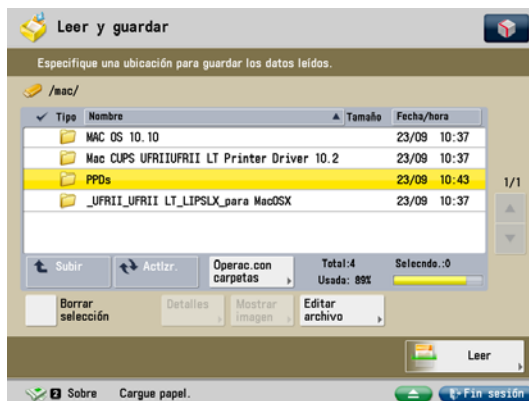 Leer y guardar
Especifique una ubicación para guardar los datos leídos.
/mac/
Tipo Nombre Tamaño Fecha/hora
MAC OS 10.10 23/09 10:37
Mac CUPS UFRIIUFRII LT Printer Driver 10.2 23/09 10:37
PPDs 23/09 10:43
_UFRII_UFRII LT_LIPSLX_para MacOSX 23/09 10:37
1/1
Subir
Actlzr.
Operac.con
carpetas
Total:4
Usada: 89%
Selecndo.:0
Borrar
selección
Detalles
Mostrar
imagen
Editar
archivo
Leer
2 Sobre Cargue papel.
Fin sesión